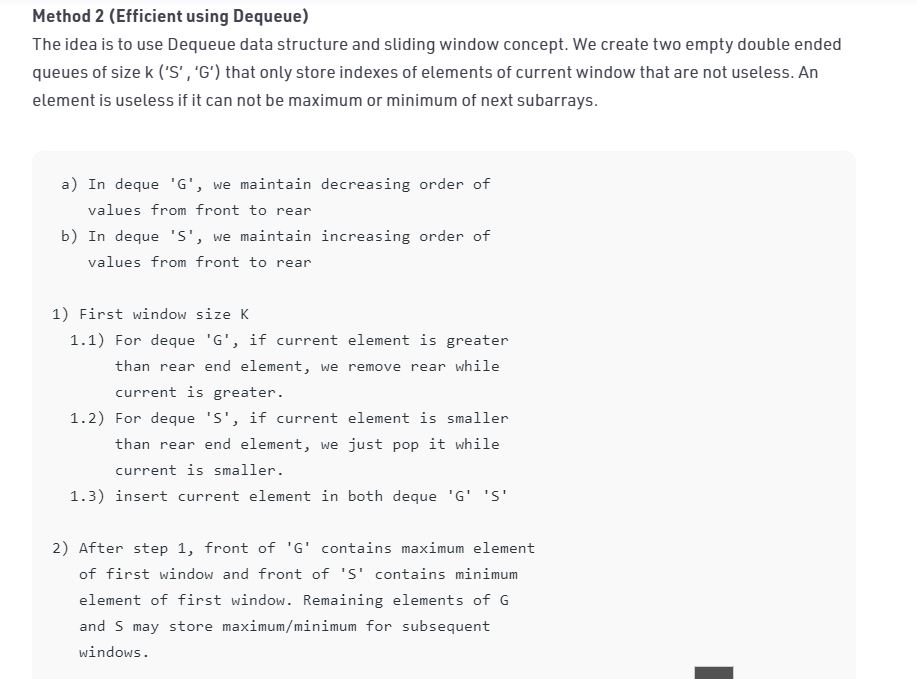 Method 2 (Efficient using Dequeue)
The idea is to use Dequeue data structure and sliding window concept. We create two empty double ended
queues of size k (‘S’ , ‘G’) that only store indexes of elements of current window that are not useless. An
element is useless if it can not be maximum or minimum of next subarrays.
a) In deque 'G', we maintain decreasing order of
values from front to rear
b) In deque 'S', we maintain increasing order of
values from front to rear
1) First window size K
1.1) For deque 'G', if current element is greater
than rear end element, we remove rear while
current is greater.
1.2) For deque 'S', if current element is smaller
than rear end element, we just pop it while
current is smaller.
1.3) insert current element in both deque 'G' 'S'
2) After step 1, front of 'G' contains maximum element
of first window and front of 'S' contains minimum
element of first window. Remaining elements of G
and S may store maximum/minimum for subsequent
windows.